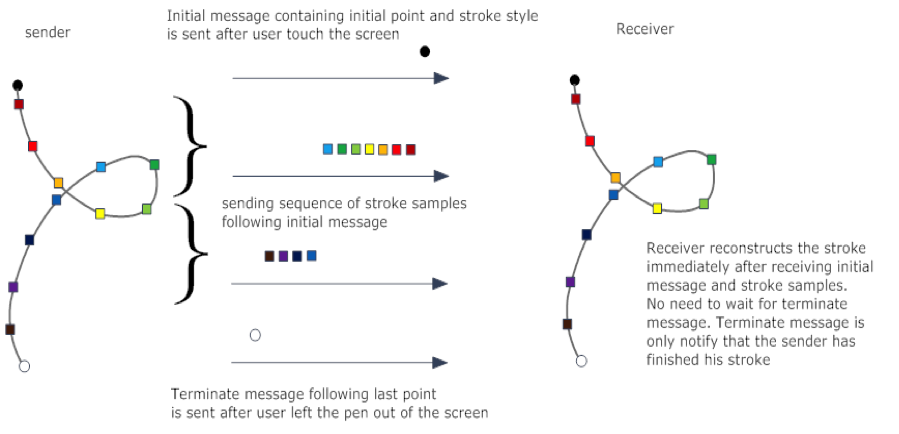 sender
Initial message containing initial point and stroke style
is sent after user touch the screen
Receiver
sending sequence of stroke samples
following initial message
Receiver reconstructs the stroke
immediately after receiving initial
message and stroke samples.
No need to wait for terminate
message. Terminate message is
only notify that the sender has
finished his stroke
Terminate message following last point
is sent after user left the pen out of the screen